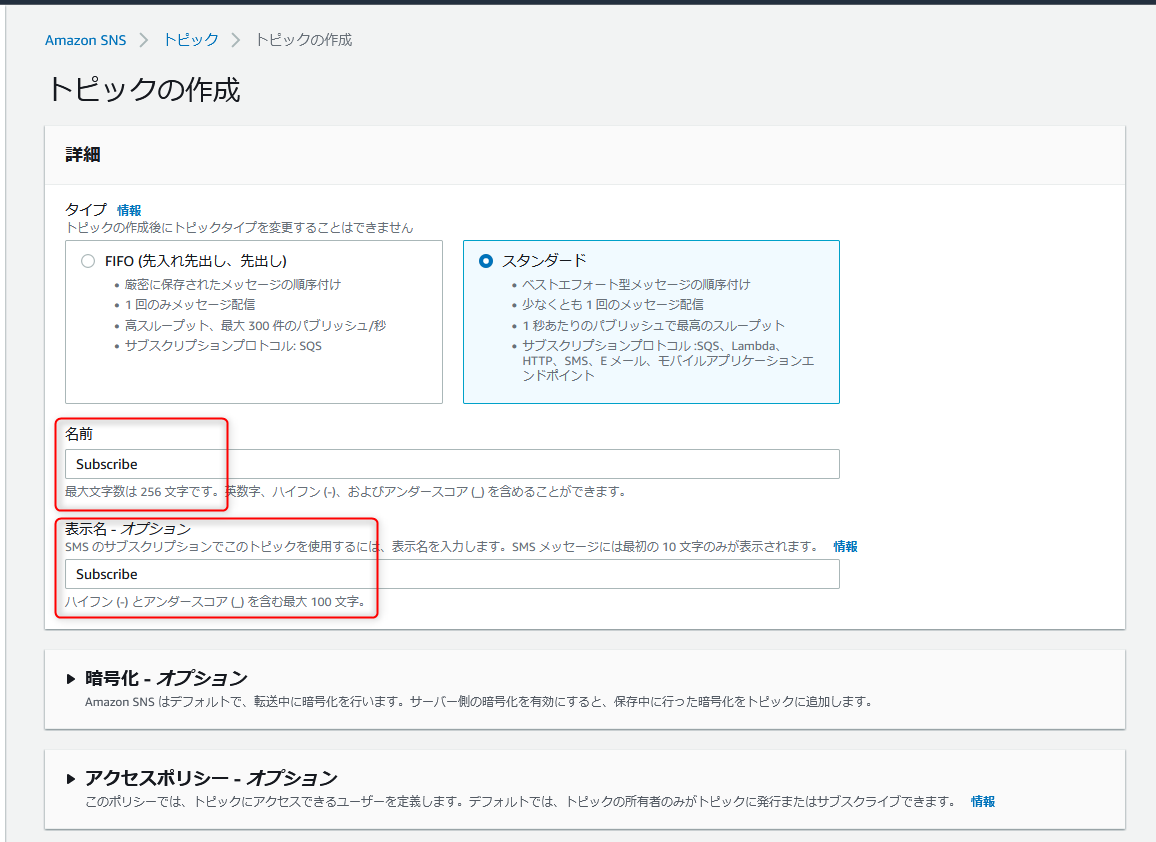 Amazon SNS > トピック > トピックの作成
トピックの作成
詳細
タイプ 情報
トピックの作成後にトピックタイプを変更することはできません
FIFO (先入れ先出し、先出し)
• 厳密に保存されたメッセージの順序付け
• 1 回のみメッセージ配信
• 高スループット、最大 300 件のパブリッシュ/秒
• サブスクリプションプロトコル: SQS
スタンダード
• ベストエフォート型メッセージの順序付け
• 少なくとも 1 回のメッセージ配信
• 1 秒あたりのパブリッシュで最高のスループット
• サブスクリプションプロトコル :SQS、Lambda、
HTTP、SMS、E メール、モバイルアプリケーションエ
ンドポイント
名前
Subscribe
最大文字数は 256 文字です。英数字、ハイフン (-)、およびアンダースコア (_) を含めることができます。
表示名 - オプション
SMS のサブスクリプションでこのトピックを使用するには、表示名を入力します。SMS メッセージには最初の 10 文字のみが表示されます。 情報
Subscribe
ハイフン (-) とアンダースコア (_) を含む最大 100 文字。
暗号化 - オプション
Amazon SNS はデフォルトで、転送中に暗号化を行います。サーバー側の暗号化を有効にすると、保存中に行った暗号化をトピックに追加します。
アクセスポリシー - オプション
このポリシーでは、トピックにアクセスできるユーザーを定義します。デフォルトでは、トピックの所有者のみがトピックに発行またはサブスクライブできます。 情報